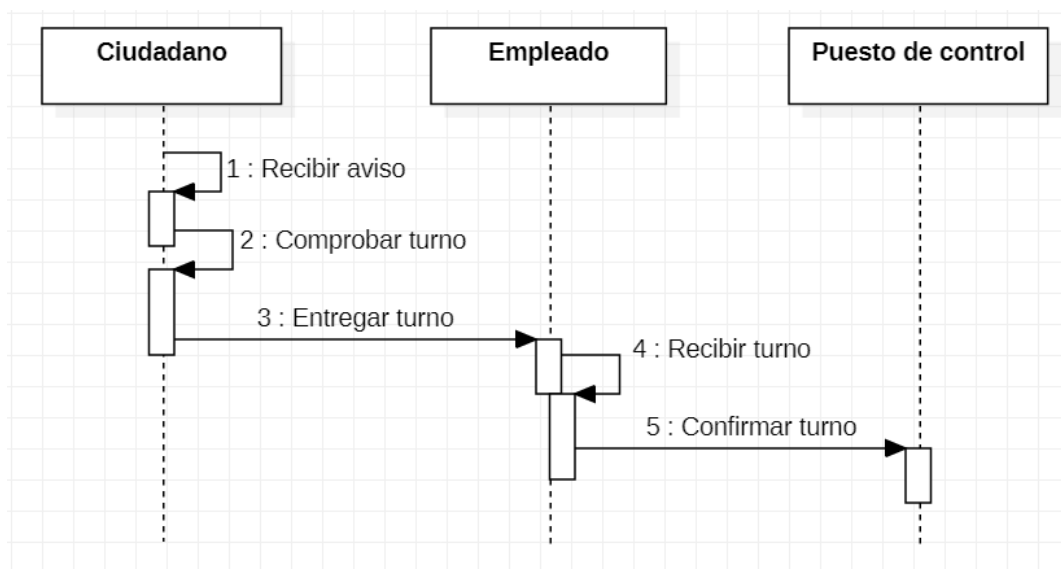 Ciudadano
Empleado
Puesto de control
1 : Recibir aviso
2 : Comprobar turno
3 : Entregar turno
4 : Recibir turno
5 : Confirmar turno